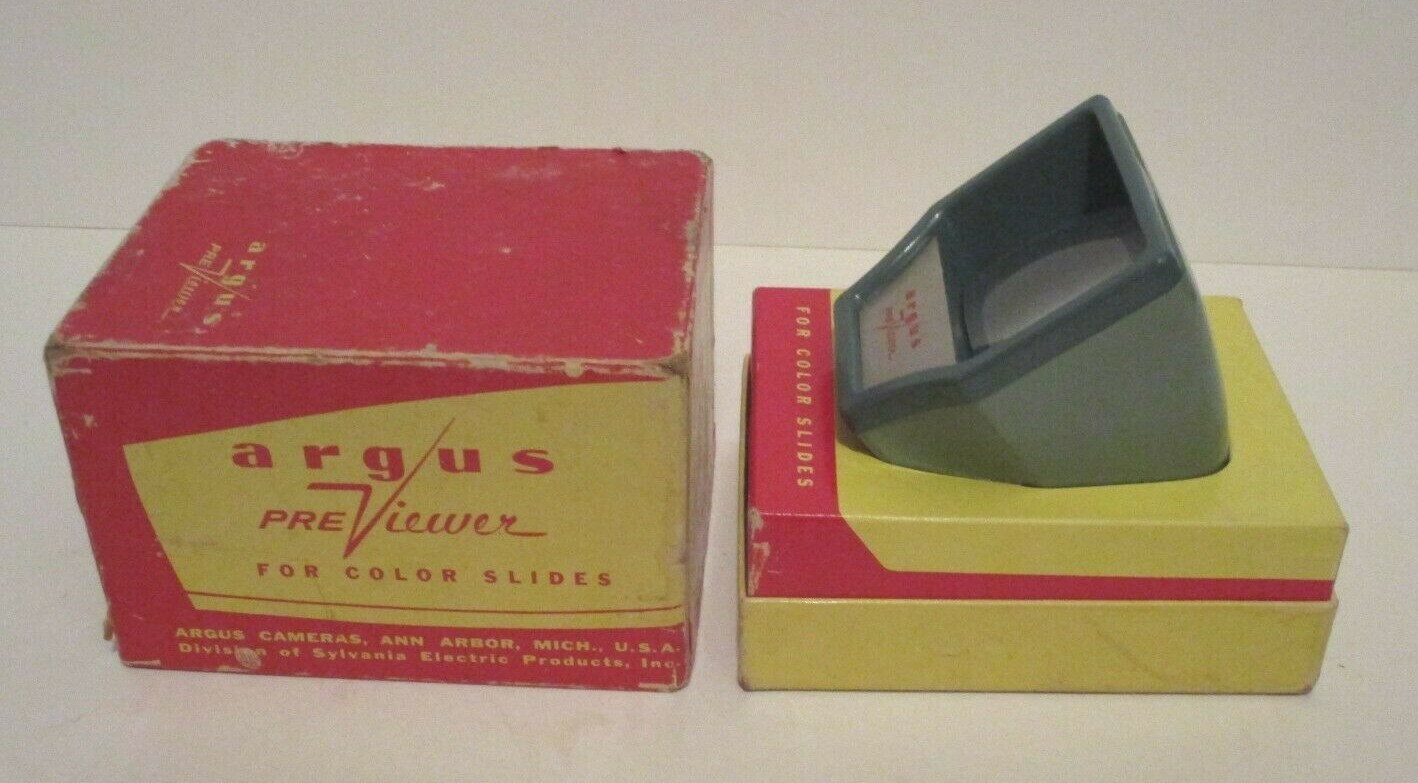 argus
PREViewer
argus
PREViewer
FOR COLOR SLIDES
ARGUS CAMERAS, ANN ARBOR, MICH., U.S.A.
Division of Sylvania Electric Products, Inc.
FOR COLOR SLIDES
argus
PREViewer